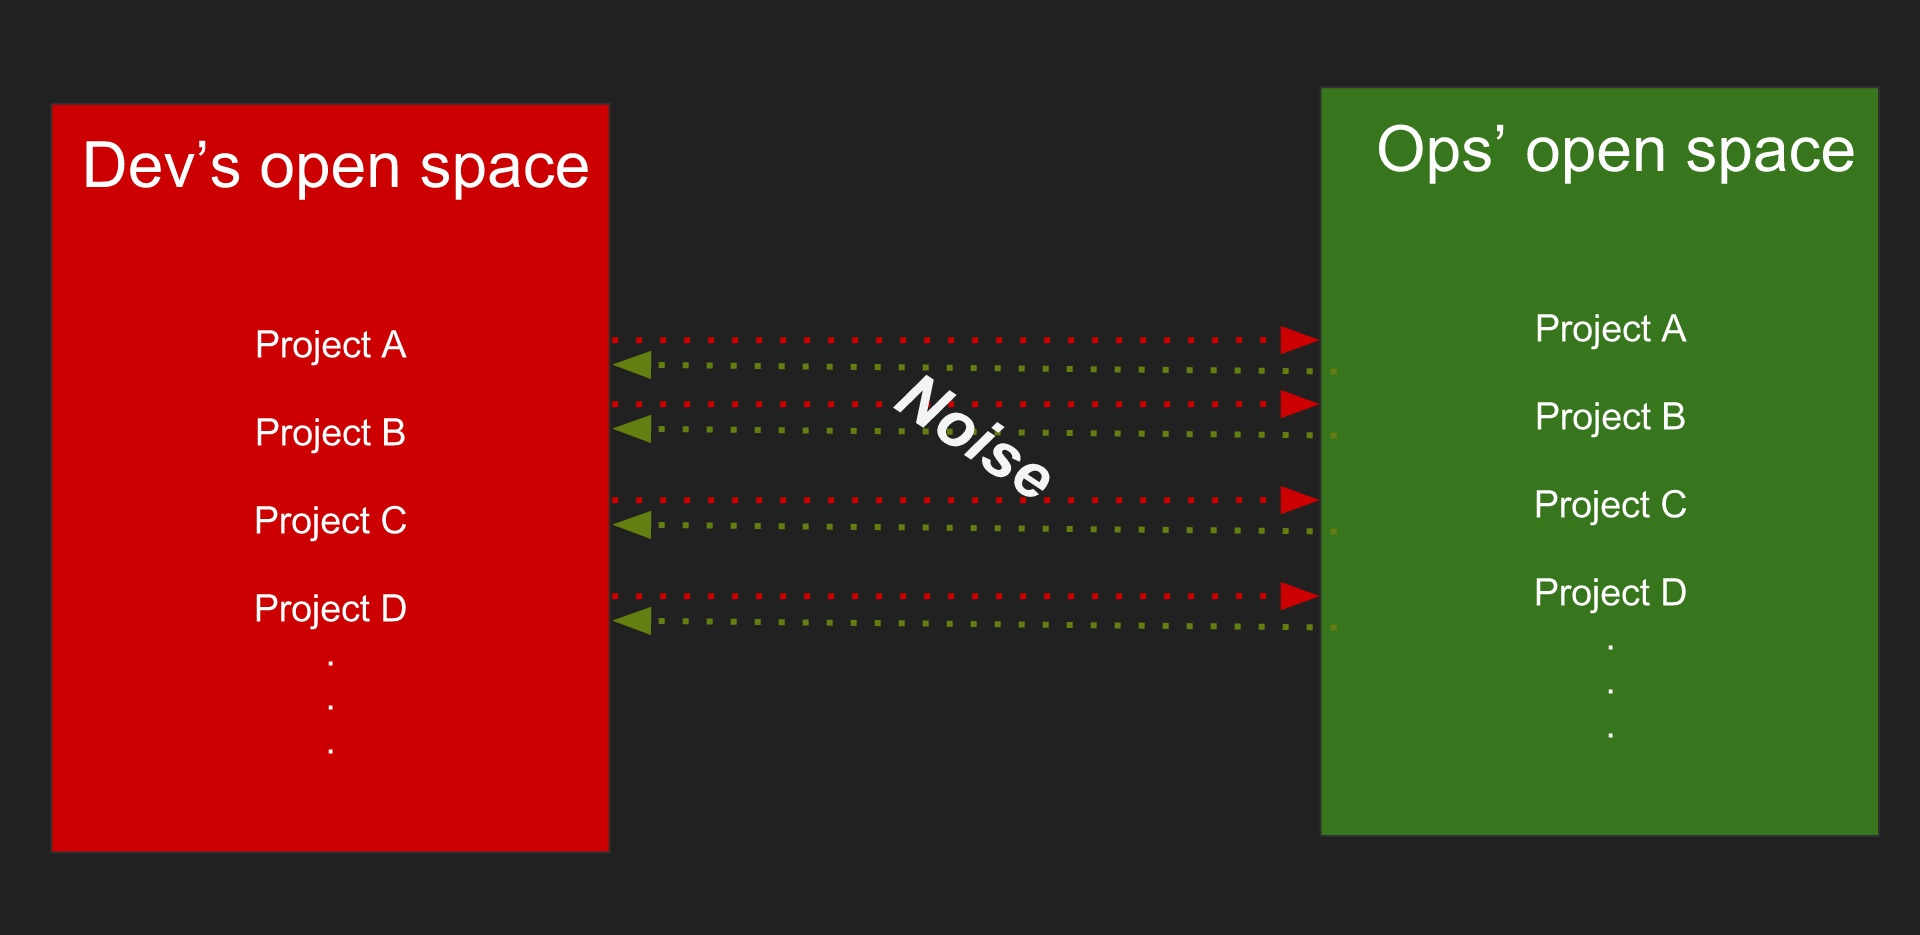 Dev’s open space
Project A
Project B
Project C
Project D
.
.
.
Noise
Ops’ open space
Project A
Project B
Project C
Project D
.
.
.